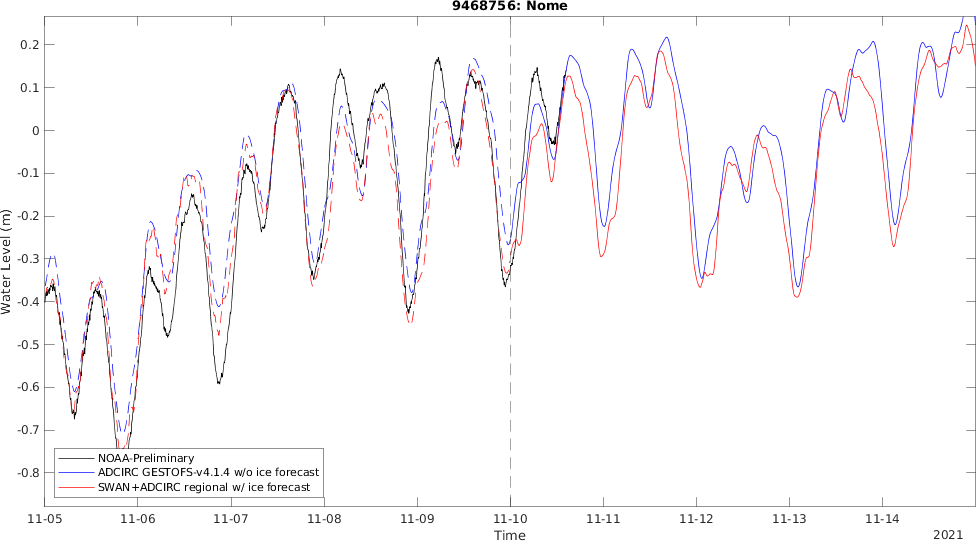 9468756: Nome
Water Level (m)
0.2
0.1
0
-0.1
-0.2
-0.3
-0.4
-0.5
-0.6
-0.7
-0.8
NOAA-Preliminary
ADCIRC GESTOFS-v4.1.4 w/o ice forecast
SWAN+ADCIRC regional w/ ice forecast
11-05 11-06 11-07 11-08 11-09 11-10 11-11 11-12 11-13 11-14
Time
2021